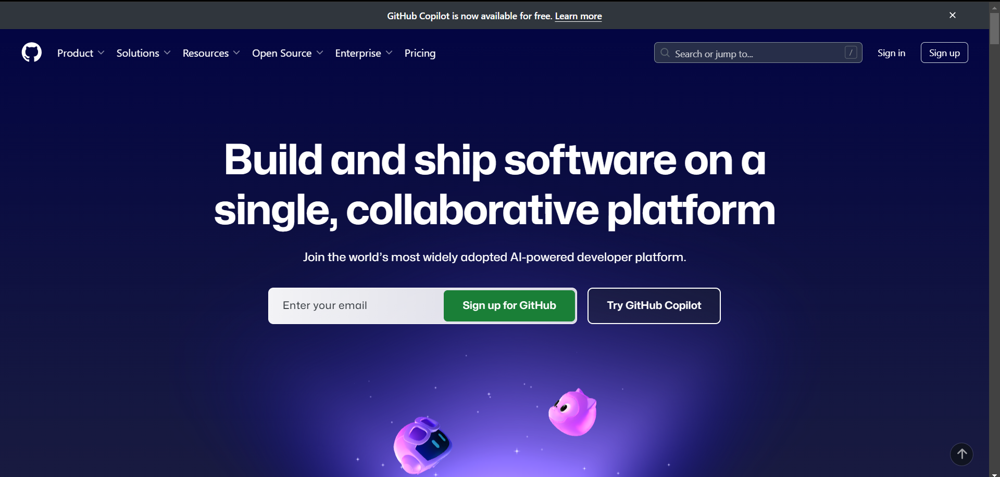 GitHub Copilot is now available for free. Learn more
Product Solutions Resources Open Source Enterprise Pricing Search or jump to... / Sign in Sign up
Build and ship software on a
single, collaborative platform
Join the world’s most widely adopted AI-powered developer platform.
Enter your email Sign up for GitHub Try GitHub Copilot